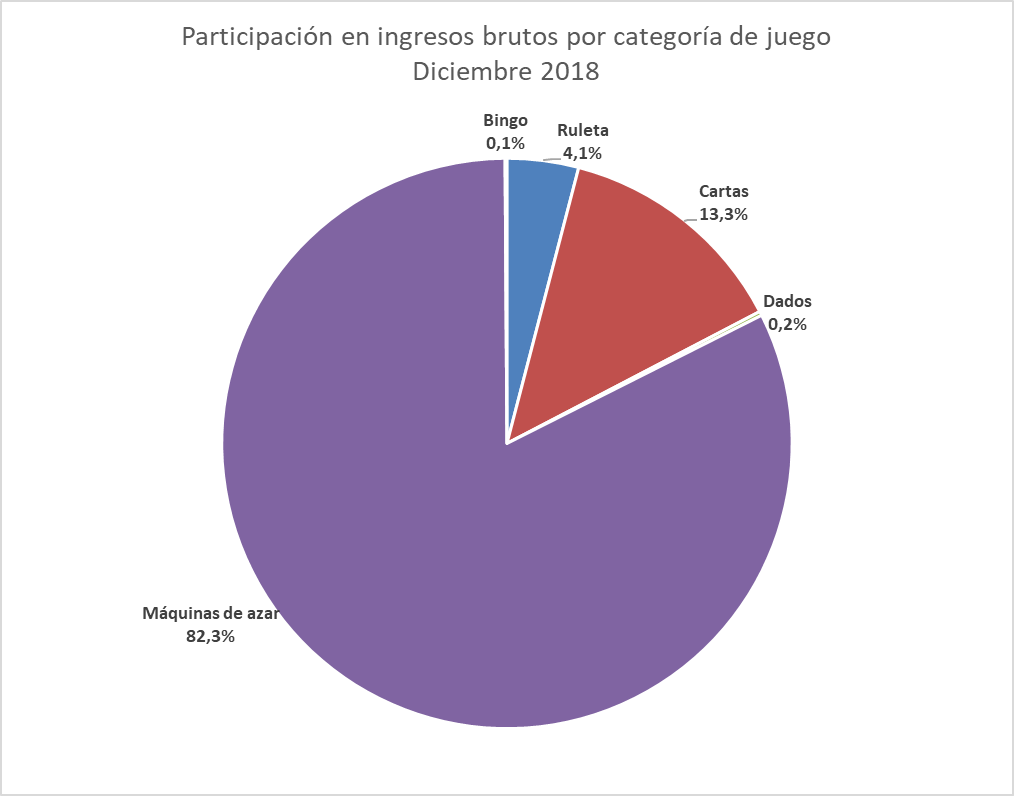 Participación en ingresos brutos por categoría de juego
Diciembre 2018
Bingo
0,1%
Ruleta
4,1%
Cartas
13,3%
Dados
0,2%
Máquinas de azar
82,3%